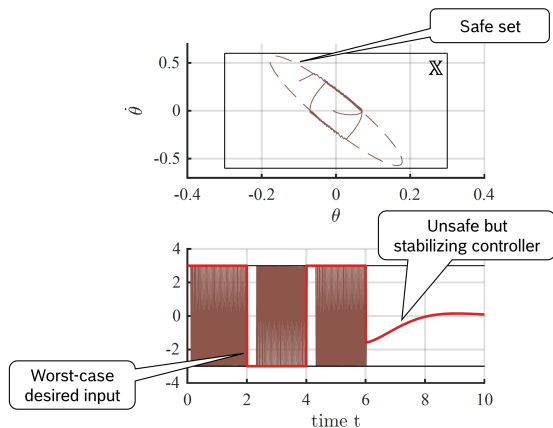 Safe set
0.5
0
-0.5
θ̇
𝕏
-0.4
-0.2
0
0.2
0.4
θ
Unsafe but
stabilizing controller
4
2
0
-2
-4
Worst-case
desired input
0
2
4
6
8
10
time t